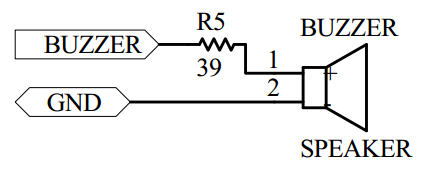 R5
BUZZER
BUZZER
39
1
+
2
-
GND
SPEAKER